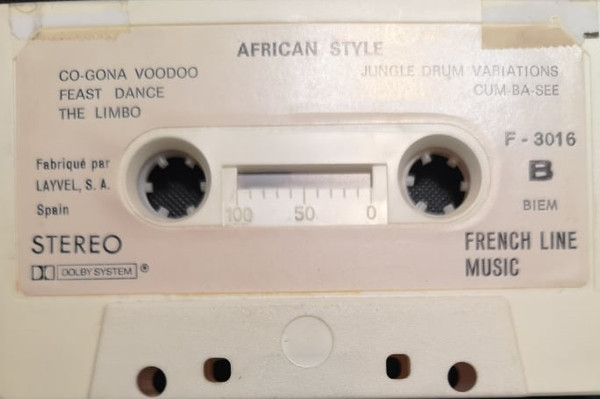 AFRICAN STYLE
CO-GONA VOODOO
FEAST DANCE
THE LIMBO
JUNGLE DRUM VARIATIONS
CUM-BA-SEE
F - 3016
B
BIEM
Fabriqué par
LAYVEL, S. A.
Spain
100 50 0
STEREO
DOLBY SYSTEM ®
FRENCH LINE
MUSIC